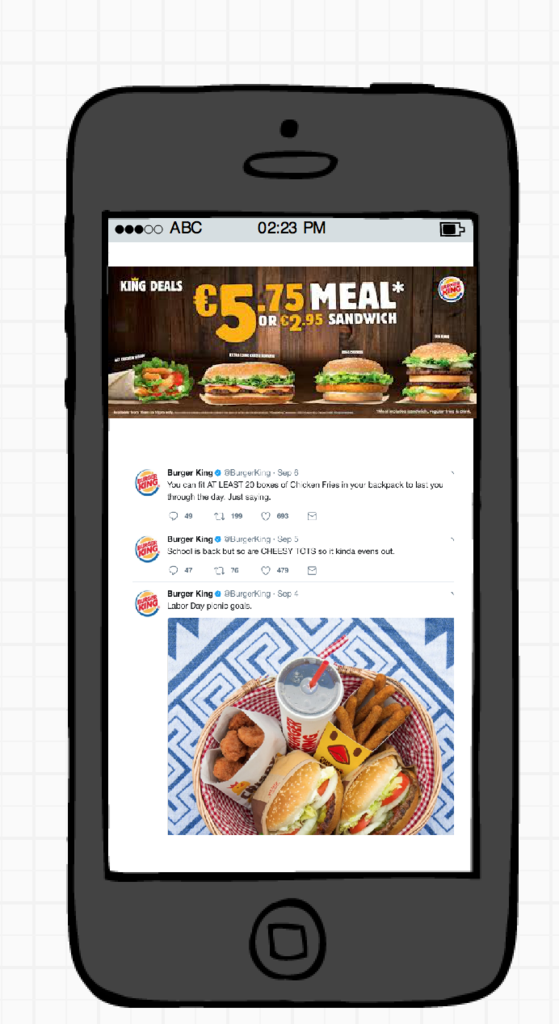 ABC 02:23 PM
KING DEALS
€5.75 MEAL*
OR €2.95 SANDWICH
BURGER KING
Burger King @BurgerKing · Sep 6
You can fit AT LEAST 20 boxes of Chicken Fries in your backpack to last you
through the day. Just saying.
49 199 693
Burger King @BurgerKing · Sep 5
School is back but so are CHEESY TOTS so it kinda evens out.
47 76 479
Burger King @BurgerKing · Sep 4
Labor Day picnic goals.
BURGER KING